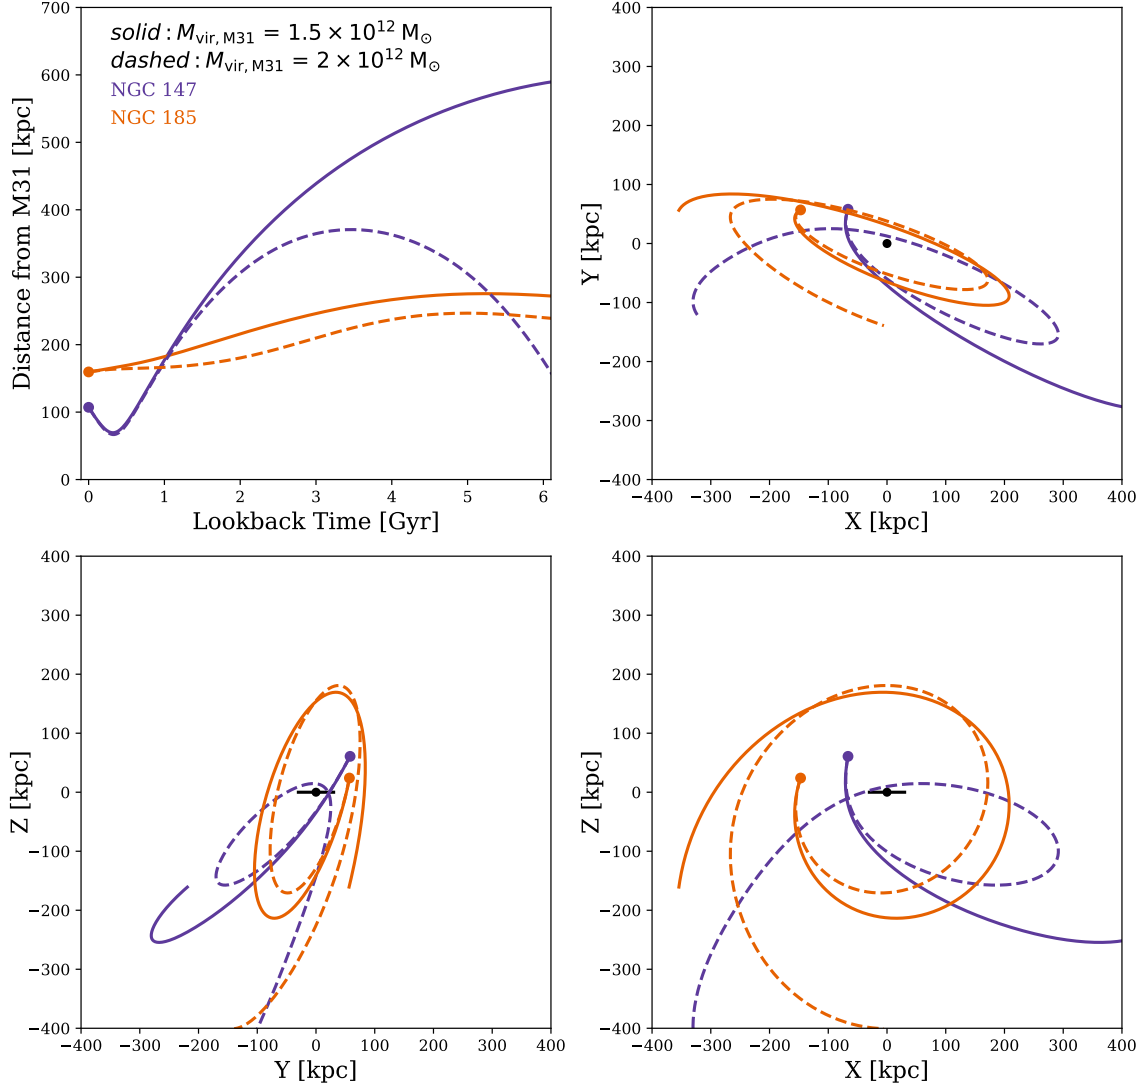 700
600
500
400
300
200
100
0
Distance from M31 [kpc]
solid : M_vir, M31 = 1.5 × 10^12 M_⊙
dashed : M_vir, M31 = 2 × 10^12 M_⊙
NGC 147
NGC 185
0 1 2 3 4 5 6
Lookback Time [Gyr]
400
300
200
100
0
−100
−200
−300
−400
Y [kpc]
−400 −300 −200 −100 0 100 200 300 400
X [kpc]
400
300
200
100
0
−100
−200
−300
−400
Z [kpc]
−400 −300 −200 −100 0 100 200 300 400
Y [kpc]
400
300
200
100
0
−100
−200
−300
−400
Z [kpc]
−400 −300 −200 −100 0 100 200 300 400
X [kpc]